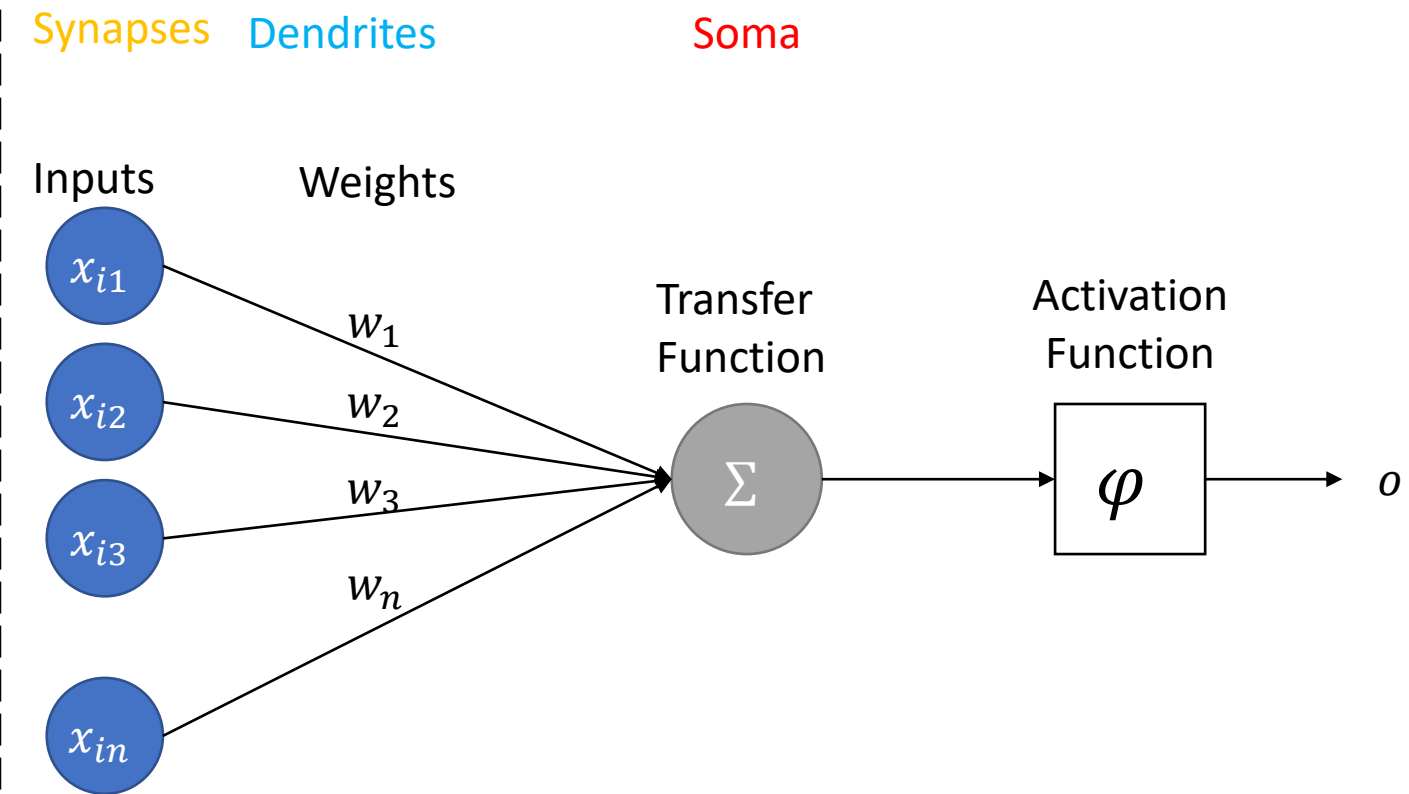 Synapses Dendrites Soma
Inputs Weights
x_{i1}
w_1
Transfer
Function
Activation
Function
x_{i2}
w_2
w_3
x_{i3}
Σ
φ
o
w_n
x_{in}